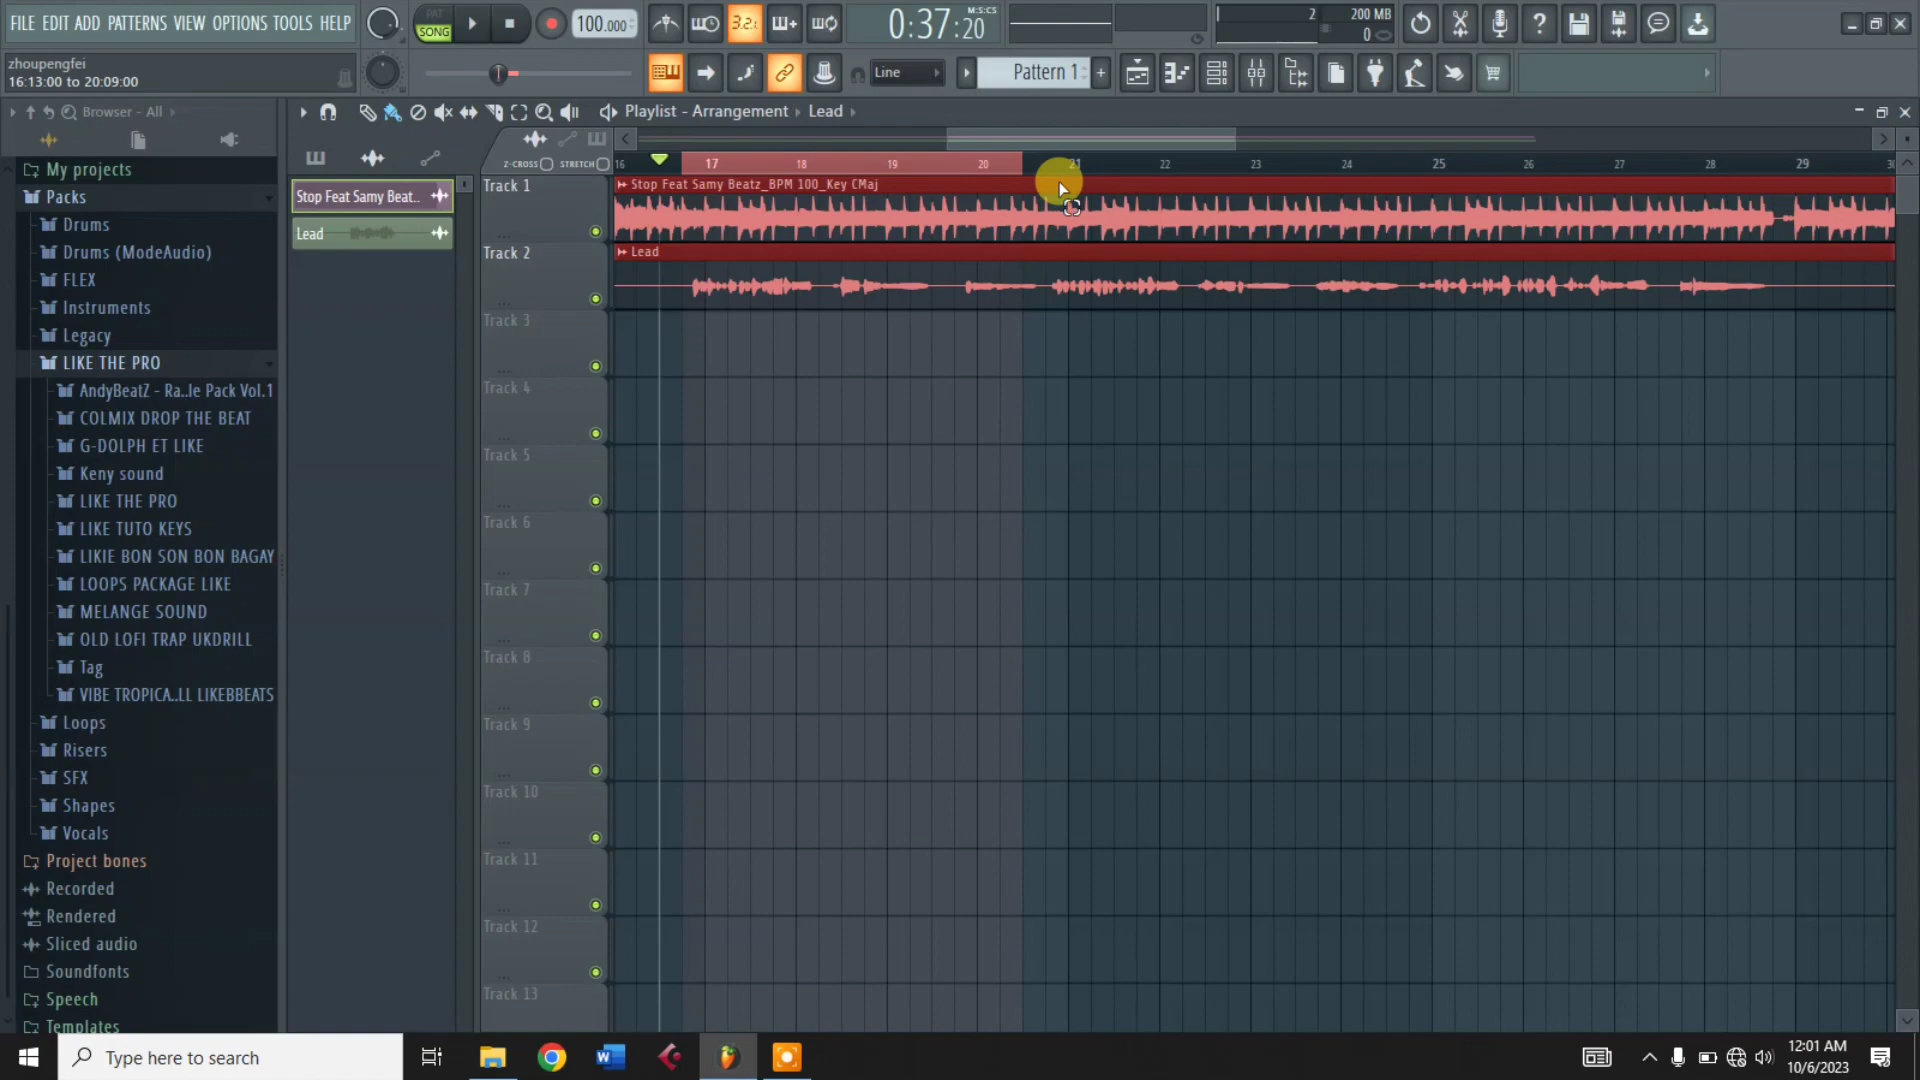 FILE EDIT ADD PATTERNS VIEW OPTIONS TOOLS HELP
PAT
SONG
100.000
3.2.
0:37:20
M:S:CS
2
200 MB
0
zhoupengfei
16:13:00 to 20:09:00
Line
Pattern 1
Browser - All
Playlist - Arrangement
Lead
Z-CROSS
STRETCH
16 17 18 19 20 21 22 23 24 25 26 27 28 29
Stop Feat Samy Beat..
Lead
Stop Feat Samy Beatz_BPM 100_Key CMaj
Lead
Track 1
Track 2
Track 3
Track 4
Track 5
Track 6
Track 7
Track 8
Track 9
Track 10
Track 11
Track 12
Track 13
My projects
Packs
Drums
Drums (ModeAudio)
FLEX
Instruments
Legacy
LIKE THE PRO
AndyBeatZ - Ra..le Pack Vol.1
COLMIX DROP THE BEAT
G-DOLPH ET LIKE
Keny sound
LIKE THE PRO
LIKE TUTO KEYS
LIKIE BON SON BON BAGAY
LOOPS PACKAGE LIKE
MELANGE SOUND
OLD LOFI TRAP UKDRILL
Tag
VIBE TROPICA..LL LIKEBBEATS
Loops
Risers
SFX
Shapes
Vocals
Project bones
Recorded
Rendered
Sliced audio
Soundfonts
Speech
Templates
Type here to search
12:01 AM
10/6/2023